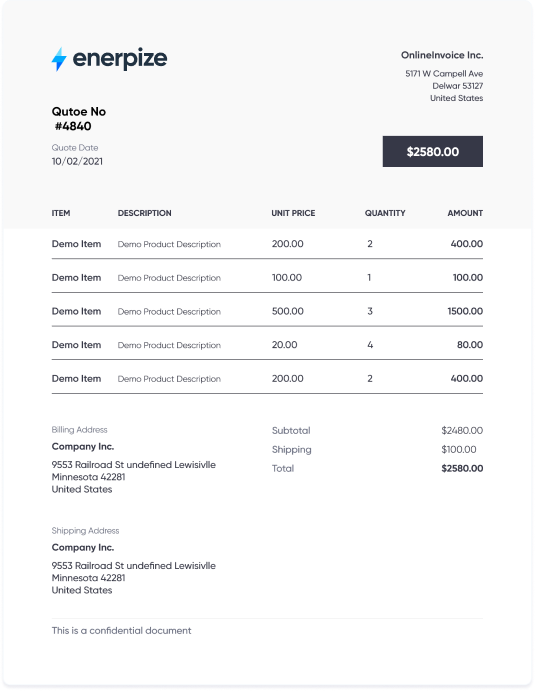 enerpize
OnlineInvoice Inc.
5171 W Campell Ave
Delwar 53127
United States
Qutoe No
#4840
Quote Date
10/02/2021
$2580.00
ITEM DESCRIPTION UNIT PRICE QUANTITY AMOUNT
Demo Item Demo Product Description 200.00 2 400.00
Demo Item Demo Product Description 100.00 1 100.00
Demo Item Demo Product Description 500.00 3 1500.00
Demo Item Demo Product Description 20.00 4 80.00
Demo Item Demo Product Description 200.00 2 400.00
Billing Address
Company Inc.
9553 Railroad St undefined Lewisivlle
Minnesota 42281
United States
Subtotal $2480.00
Shipping $100.00
Total $2580.00
Shipping Address
Company Inc.
9553 Railroad St undefined Lewisivlle
Minnesota 42281
United States
This is a confidential document